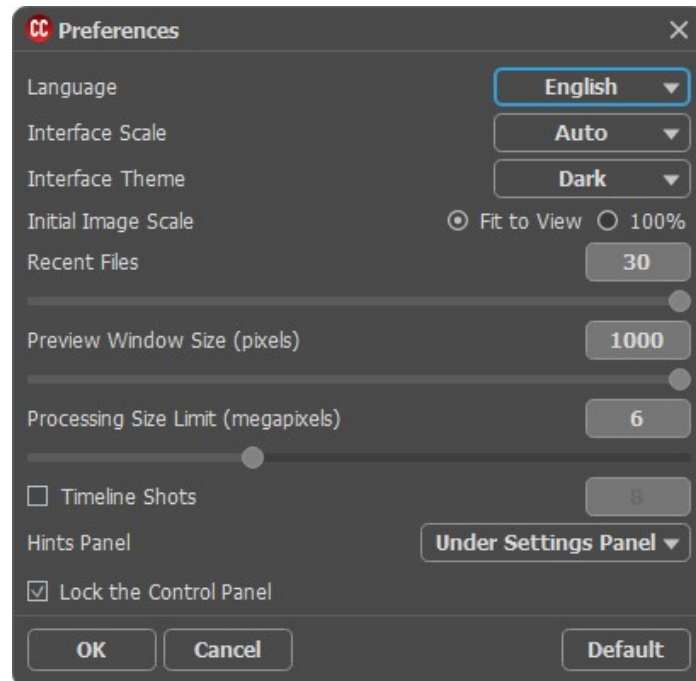 CC Preferences
Language English
Interface Scale Auto
Interface Theme Dark
Initial Image Scale Fit to View 100%
Recent Files 30
Preview Window Size (pixels) 1000
Processing Size Limit (megapixels) 6
Timeline Shots 8
Hints Panel Under Settings Panel
Lock the Control Panel
OK Cancel Default